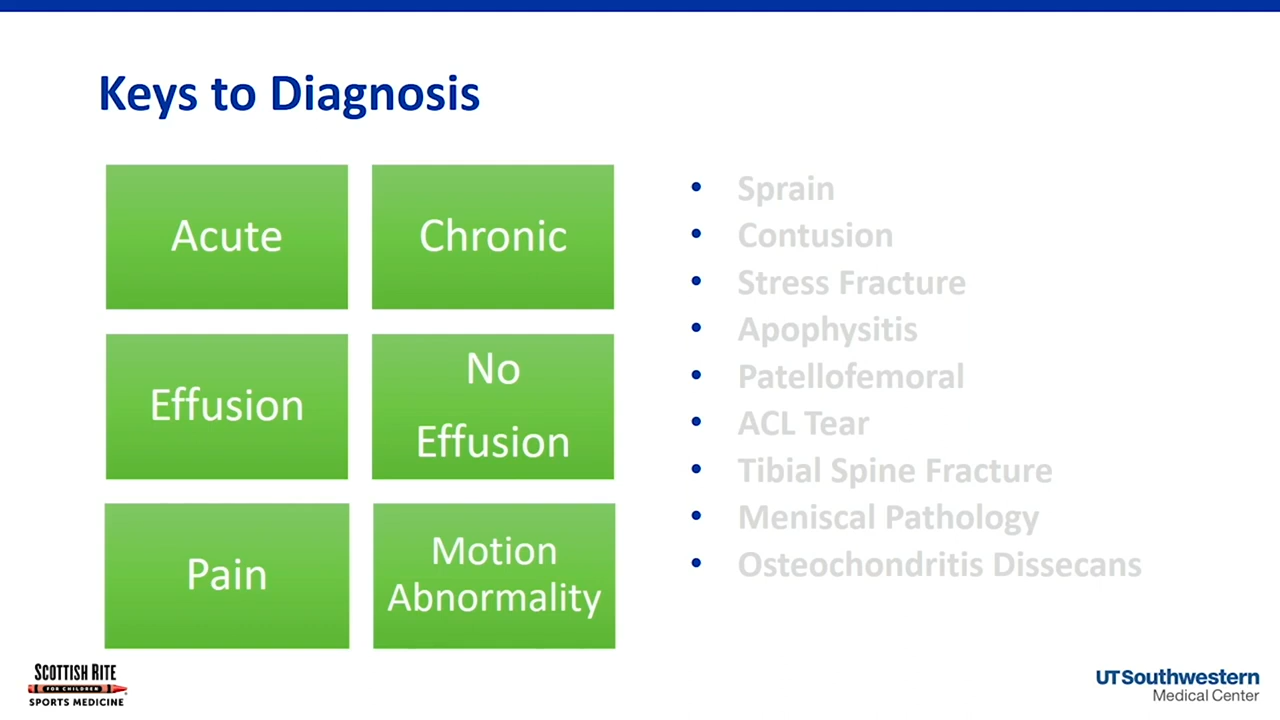 Keys to Diagnosis
Acute
Chronic
Effusion
No
Effusion
Pain
Motion
Abnormality
• Sprain
• Contusion
• Stress Fracture
• Apophysitis
• Patellofemoral
• ACL Tear
• Tibial Spine Fracture
• Meniscal Pathology
• Osteochondritis Dissecans
SCOTTISH RITE
FOR CHILDREN
SPORTS MEDICINE
UTSouthwestern
Medical Center